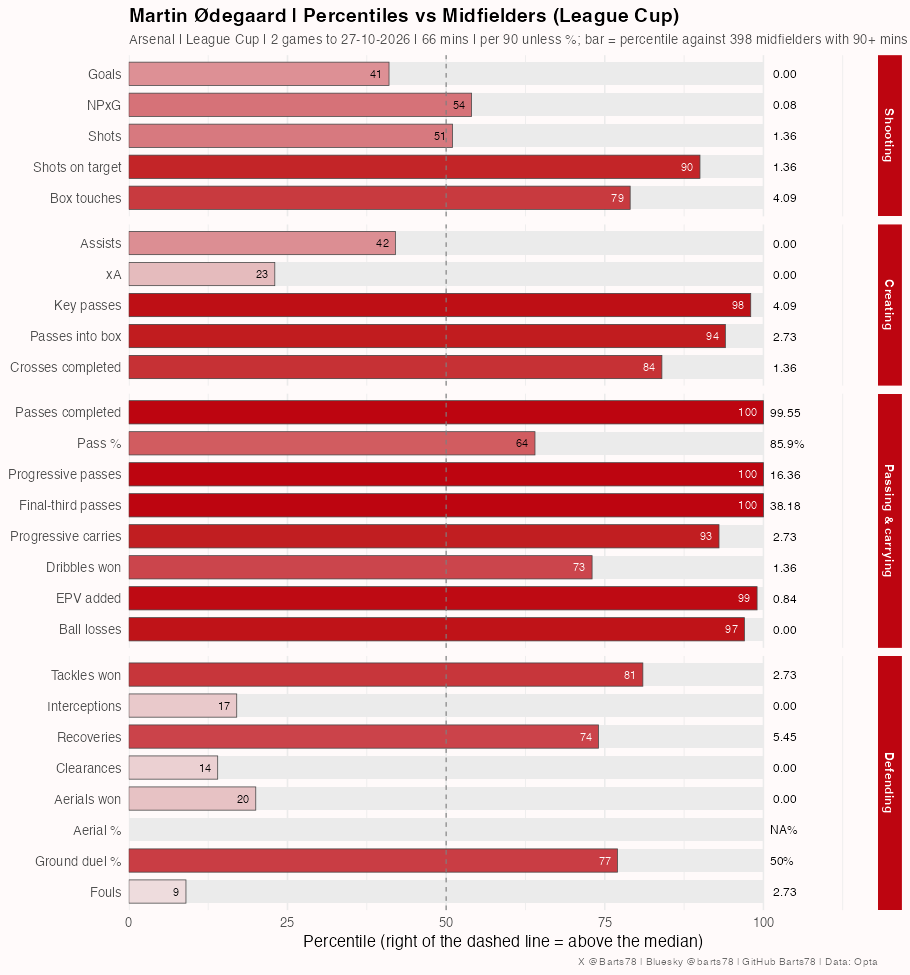 Martin Ødegaard | Percentiles vs Midfielders (League Cup)
Arsenal | League Cup | 2 games to 27-10-2026 | 66 mins | per 90 unless %; bar = percentile against 398 midfielders with 90+ mins
Goals 41 0.00
NPxG 54 0.08
Shots 51 1.36
Shots on target 90 1.36
Box touches 79 4.09
Shooting
Assists 42 0.00
xA 23 0.00
Key passes 98 4.09
Passes into box 94 2.73
Crosses completed 84 1.36
Creating
Passes completed 100 99.55
Pass % 64 85.9%
Progressive passes 100 16.36
Final-third passes 100 38.18
Progressive carries 93 2.73
Dribbles won 73 1.36
EPV added 99 0.84
Ball losses 97 0.00
Passing & carrying
Tackles won 81 2.73
Interceptions 17 0.00
Recoveries 74 5.45
Clearances 14 0.00
Aerials won 20 0.00
Aerial % NA%
Ground duel % 77 50%
Fouls 9 2.73
Defending
0 25 50 75 100
Percentile (right of the dashed line = above the median)
X @Barts78 | Bluesky @barts78 | GitHub Barts78 | Data: Opta